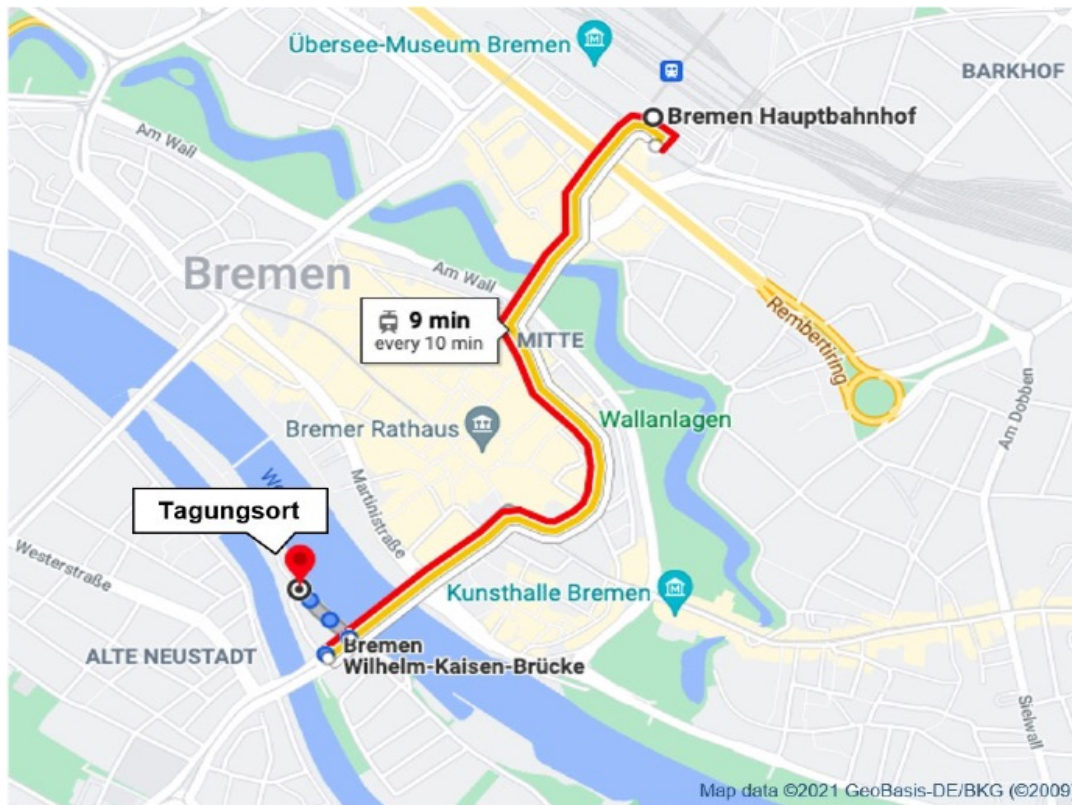 Übersee-Museum Bremen
BARKHOF
Bremen Hauptbahnhof
Am Wall
Bremen
Am Wall
9 min
every 10 min
MITTE
Rembertiring
Wallanlagen
Am Dobben
Bremer Rathaus
Martinistraße
Tagungsort
Westerstraße
Kunsthalle Bremen
Bremen
Wilhelm-Kaisen-Brücke
ALTE NEUSTADT
Sielwall
Map data ©2021 GeoBasis-DE/BKG (©2009